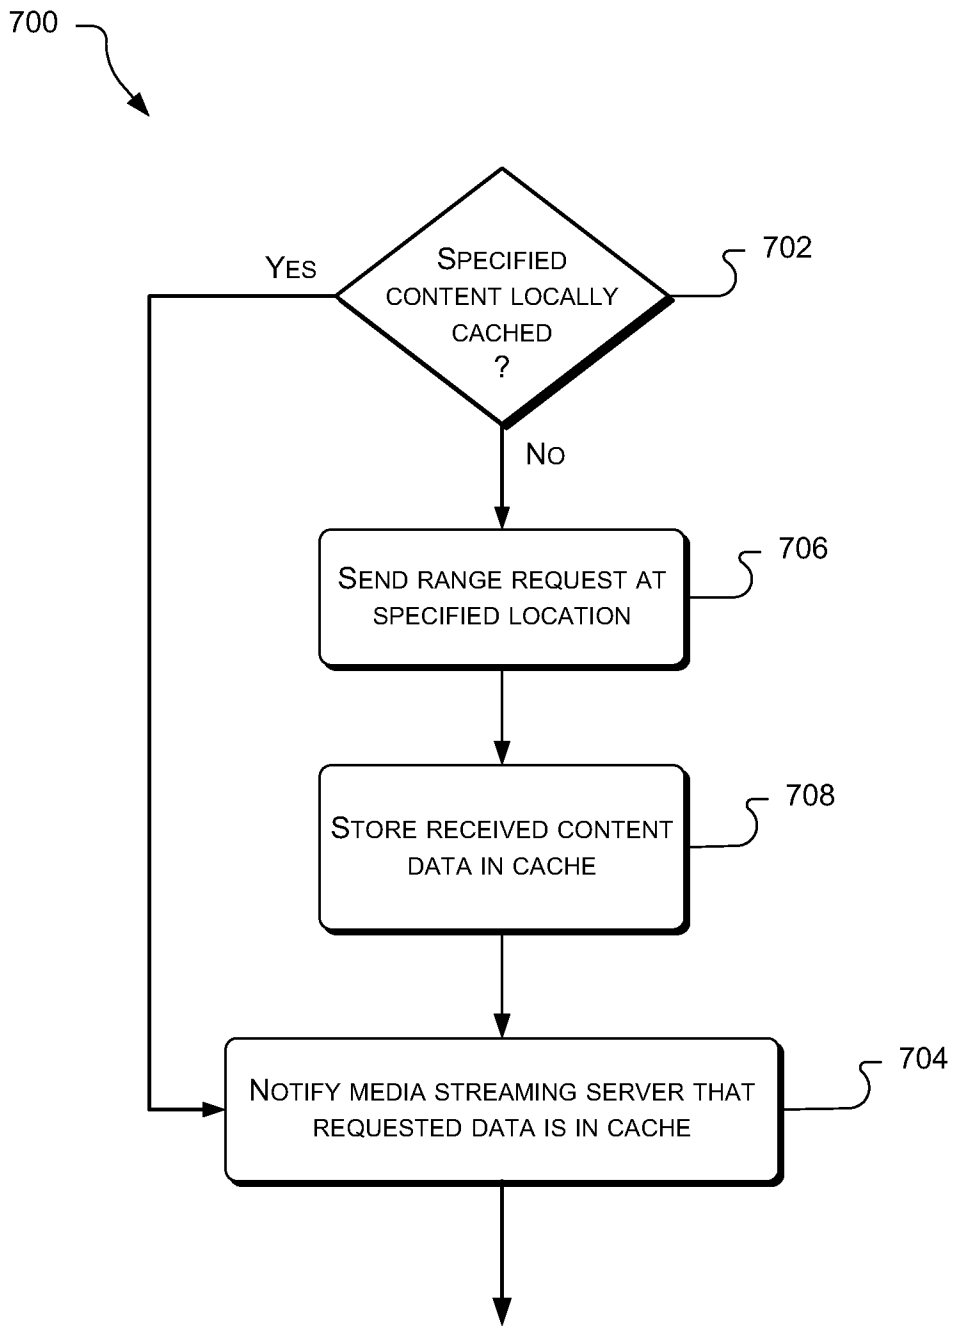 700
702
YES
SPECIFIED
CONTENT LOCALLY
CACHED
?
NO
706
SEND RANGE REQUEST AT
SPECIFIED LOCATION
708
STORE RECEIVED CONTENT
DATA IN CACHE
704
NOTIFY MEDIA STREAMING SERVER THAT
REQUESTED DATA IS IN CACHE